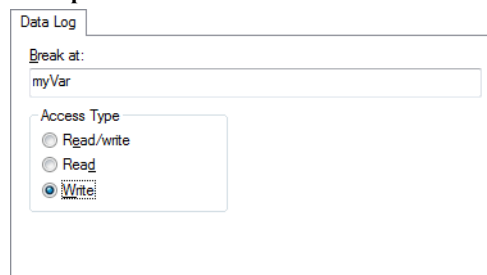 Data Log
Break at:
myVar
Access Type
Read/write
Read
Write